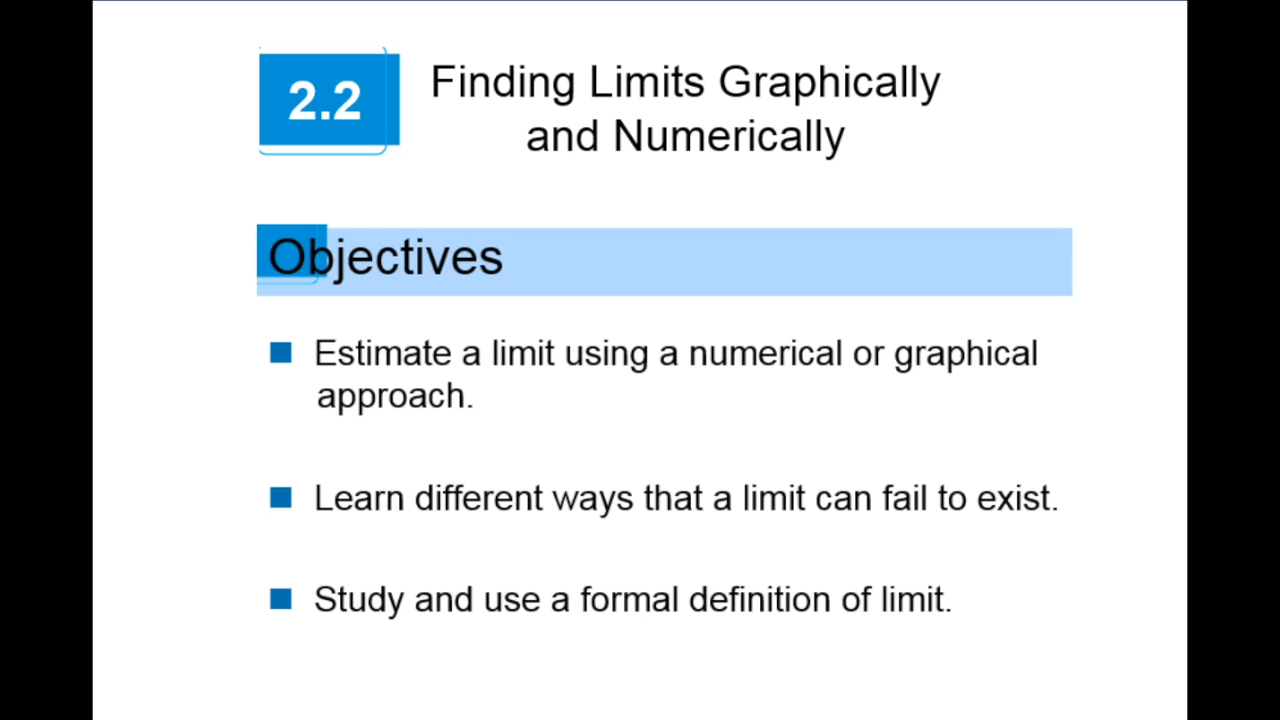 2.2
Finding Limits Graphically
and Numerically
Objectives
Estimate a limit using a numerical or graphical
approach.
Learn different ways that a limit can fail to exist.
Study and use a formal definition of limit.